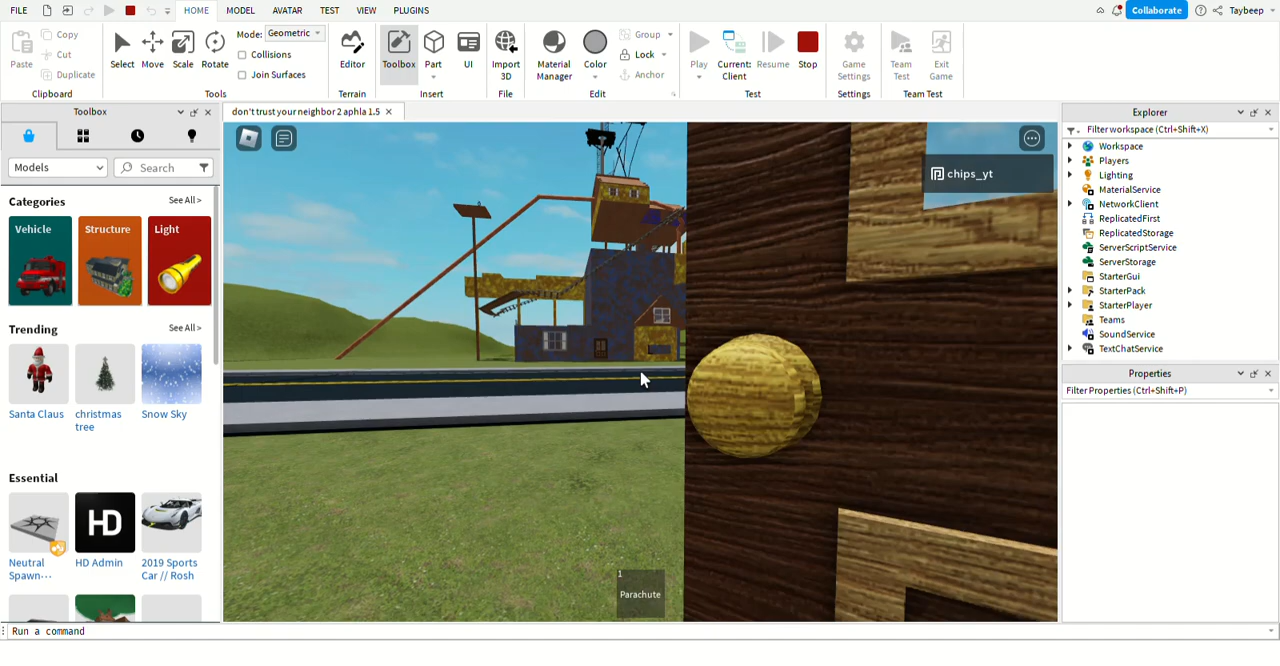 FILE
HOME
MODEL
AVATAR
TEST
VIEW
PLUGINS
Collaborate
Taybeep
Paste
Copy
Cut
Duplicate
Clipboard
Select
Move
Scale
Rotate
Mode:
Geometric
Collisions
Join Surfaces
Tools
Editor
Terrain
Toolbox
Part
UI
Insert
Import
3D
File
Material
Manager
Color
Group
Lock
Anchor
Edit
Play
Current:
Client
Resume
Stop
Test
Game
Settings
Settings
Team
Test
Exit
Game
Team Test
Toolbox
don't trust your neighbor 2 aphla 1.5
Models
Search
Categories
See All >
Vehicle
Structure
Light
Trending
See All >
Santa Claus
christmas
tree
Snow Sky
Essential
HD
Neutral
Spawn···
HD Admin
2019 Sports
Car // Rosh
chips_yt
1
Parachute
Explorer
Filter workspace (Ctrl+Shift+X)
Workspace
Players
Lighting
MaterialService
NetworkClient
ReplicatedFirst
ReplicatedStorage
ServerScriptService
ServerStorage
StarterGui
StarterPack
StarterPlayer
Teams
SoundService
TextChatService
Properties
Filter Properties (Ctrl+Shift+P)
Run a command